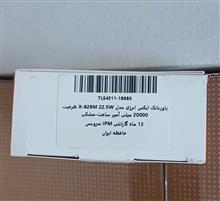 TLS4311-18680
پاوربانک ایکس انرژی مدل X-828M 22.5W ظرفیت
20000 میلی آمپر ساعت-مشکی
12 ماه گارانتی IPM سرویس
حافظه ایران